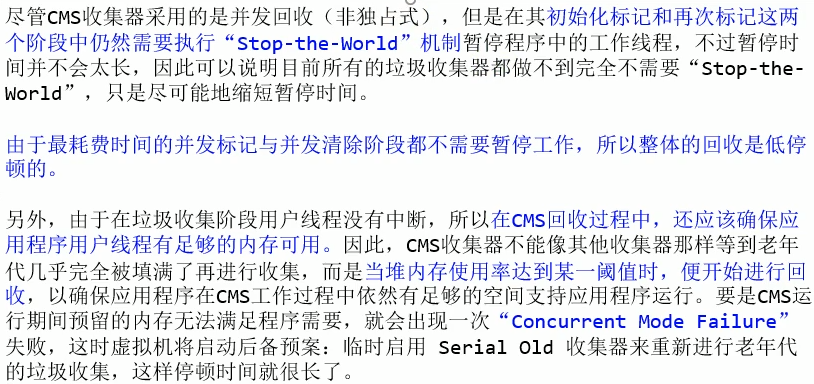 尽管CMS收集器采用的是并发回收（非独占式），但是在其初始化标记和再次标记这两
个阶段中仍然需要执行“Stop-the-World”机制暂停程序中的工作线程，不过暂停时
间并不会太长，因此可以说明目前所有的垃圾收集器都做不到完全不需要“Stop-the-
World”，只是尽可能地缩短暂停时间。
由于最耗费时间的并发标记与并发清除阶段都不需要暂停工作，所以整体的回收是低停
顿的。
另外，由于在垃圾收集阶段用户线程没有中断，所以在CMS回收过程中，还应该确保应
用程序用户线程有足够的内存可用。因此，CMS收集器不能像其他收集器那样等到老年
代几乎完全被填满了再进行收集，而是当堆内存使用率达到某一阈值时，便开始进行回
收，以确保应用程序在CMS工作过程中依然有足够的空间支持应用程序运行。要是CMS运
行期间预留的内存无法满足程序需要，就会出现一次“Concurrent Mode Failure”
失败，这时虚拟机将启动后备预案：临时启用 Serial Old 收集器来重新进行老年代
的垃圾收集，这样停顿时间就很长了。